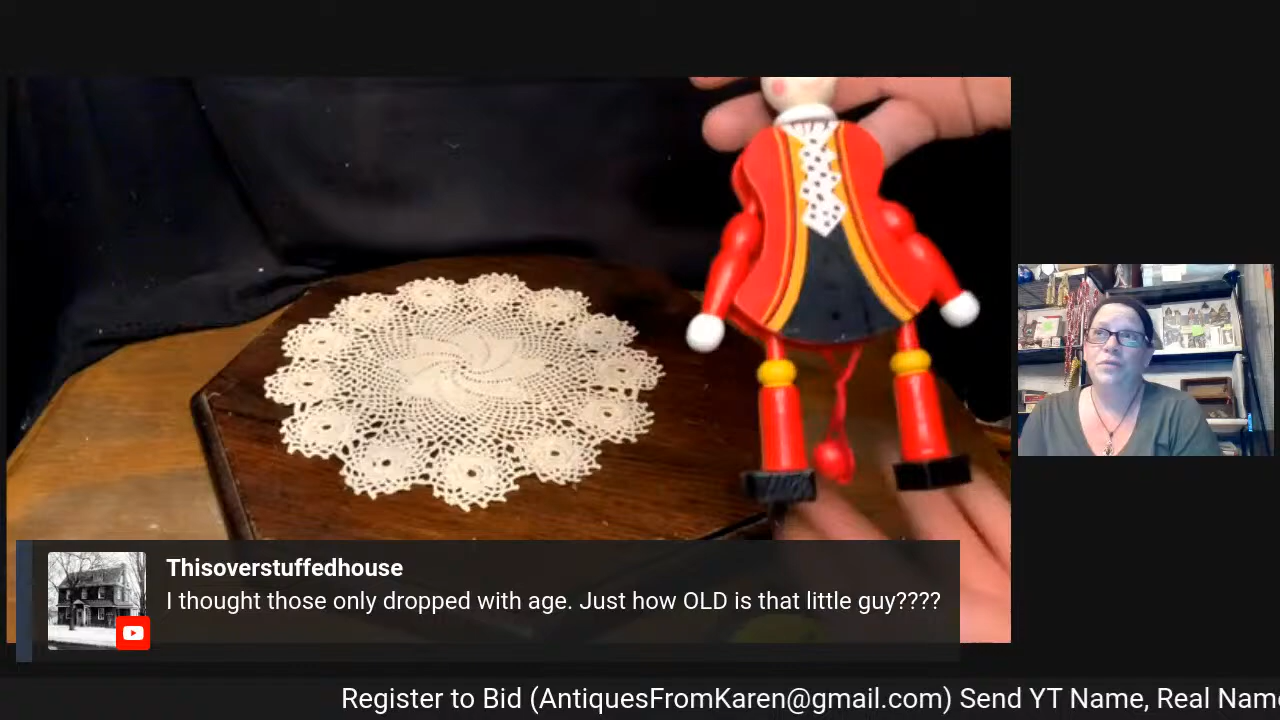 Thisoverstuffedhouse
I thought those only dropped with age. Just how OLD is that little guy????
Register to Bid (AntiquesFromKaren@gmail.com) Send YT Name, Real Nam